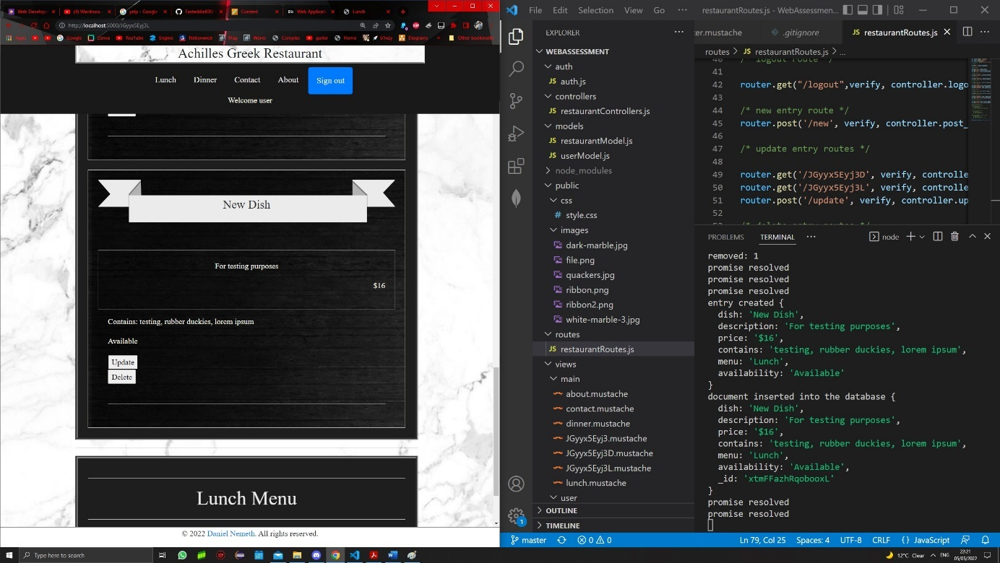 Web Develop
(4) Wardness
yelp - Google
Fasteddie830/
Content
Bb Web Applicat
Lunch
http://localhost:5000/JGyyx5Eyj3L
Apps
Google
Zenva
YouTube
Engine
Nationwide
Map
Wares
Complex
guitar
Home
bTnzy
Diagrams
Other bookmarks
Achilles Greek Restaurant
Lunch Dinner Contact About Sign out
Welcome user
New Dish
For testing purposes
$16
Contains: testing, rubber duckies, lorem ipsum
Available
Update
Delete
Lunch Menu
© 2022 Daniel Nemeth. All rights reserved.
File Edit Selection View Go ··· restaurantRoutes.js - WebAssessmen...
EXPLORER ···
WEBASSESSMENT
auth
JS auth.js
controllers
JS restaurantControllers.js
models
JS restaurantModel.js
JS userModel.js
node_modules
public
css
# style.css
images
dark-marble.jpg
file.png
quackers.jpg
ribbon.png
ribbon2.png
white-marble-3.jpg
routes
JS restaurantRoutes.js
views
main
about.mustache
contact.mustache
dinner.mustache
JGyyx5Eyj3.mustache
JGyyx5Eyj3D.mustache
JGyyx5Eyj3L.mustache
lunch.mustache
user
OUTLINE
TIMELINE
ter.mustache .gitignore JS restaurantRoutes.js
routes > JS restaurantRoutes.js > ...
40 /* logout route */
41
42 router.get("/logout",verify, controller.logo
43
44 /* new entry route */
45 router.post('/new', verify, controller.post_
46
47 /* update entry routes */
48
49 router.get('/JGyyx5Eyj3D', verify, controlle
50 router.get('/JGyyx5Eyj3L', verify, controlle
51 router.post('/update', verify, controller.up
52
53 /* delete entry routes */
PROBLEMS TERMINAL ··· node
removed: 1
promise resolved
promise resolved
promise resolved
entry created {
dish: 'New Dish',
description: 'For testing purposes',
price: '$16',
contains: 'testing, rubber duckies, lorem ipsum',
menu: 'Lunch',
availability: 'Available'
}
document inserted into the database {
dish: 'New Dish',
description: 'For testing purposes',
price: '$16',
contains: 'testing, rubber duckies, lorem ipsum',
menu: 'Lunch',
availability: 'Available',
_id: 'xtmFFazhRqobooxL'
}
promise resolved
promise resolved
1
master 0 0 Ln 79, Col 25 Spaces: 4 UTF-8 CRLF {} JavaScript
Type here to search
12°C Clear ENG 22:21
05/05/2022